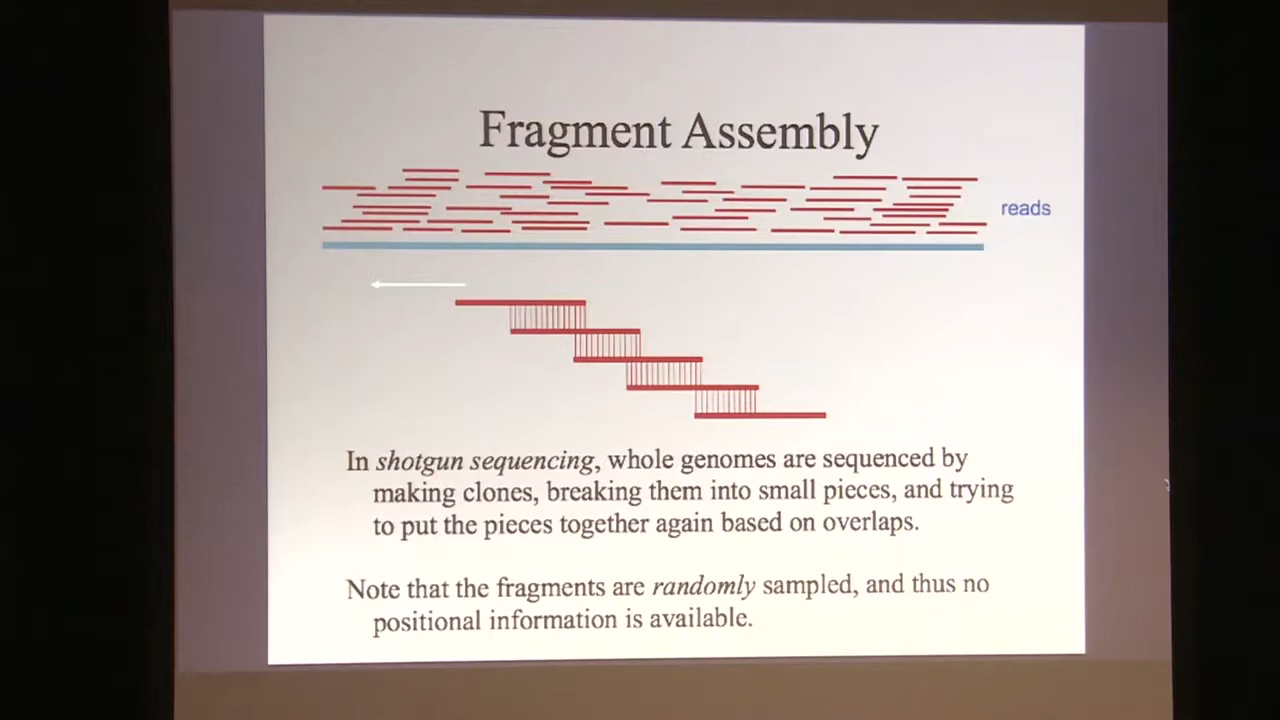 Fragment Assembly
reads
In shotgun sequencing, whole genomes are sequenced by
making clones, breaking them into small pieces, and trying
to put the pieces together again based on overlaps.
Note that the fragments are randomly sampled, and thus no
positional information is available.